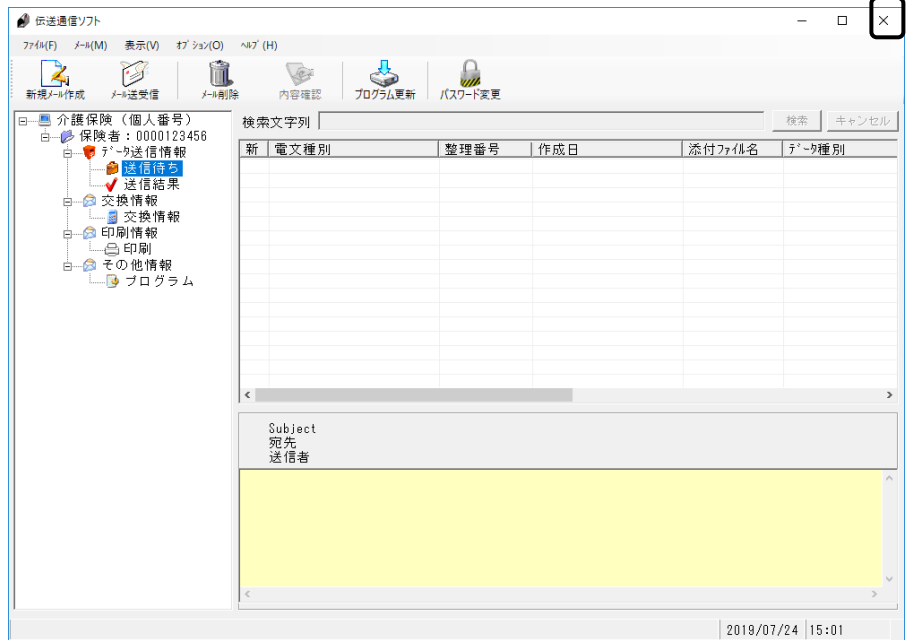 伝送通信ソフト
ﾌｧｲﾙ(F) ﾒｰﾙ(M) 表示(V) ｵﾌﾟｼｮﾝ(O) ﾍﾙﾌﾟ(H)
新規ﾒｰﾙ作成 ﾒｰﾙ送受信 ﾒｰﾙ削除 内容確認 ﾌﾟﾛｸﾞﾗﾑ更新 ﾊﾟｽﾜｰﾄﾞ変更
介護保険（個人番号）
保険者：0000123456
ﾃﾞｰﾀ送信情報
送信待ち
送信結果
交換情報
交換情報
印刷情報
印刷
その他情報
プログラム
検索文字列 検索 キャンセル
新 電文種別 整理番号 作成日 添付ﾌｧｲﾙ名 ﾃﾞｰﾀ種別
Subject
宛先
送信者
2019/07/24 15:01